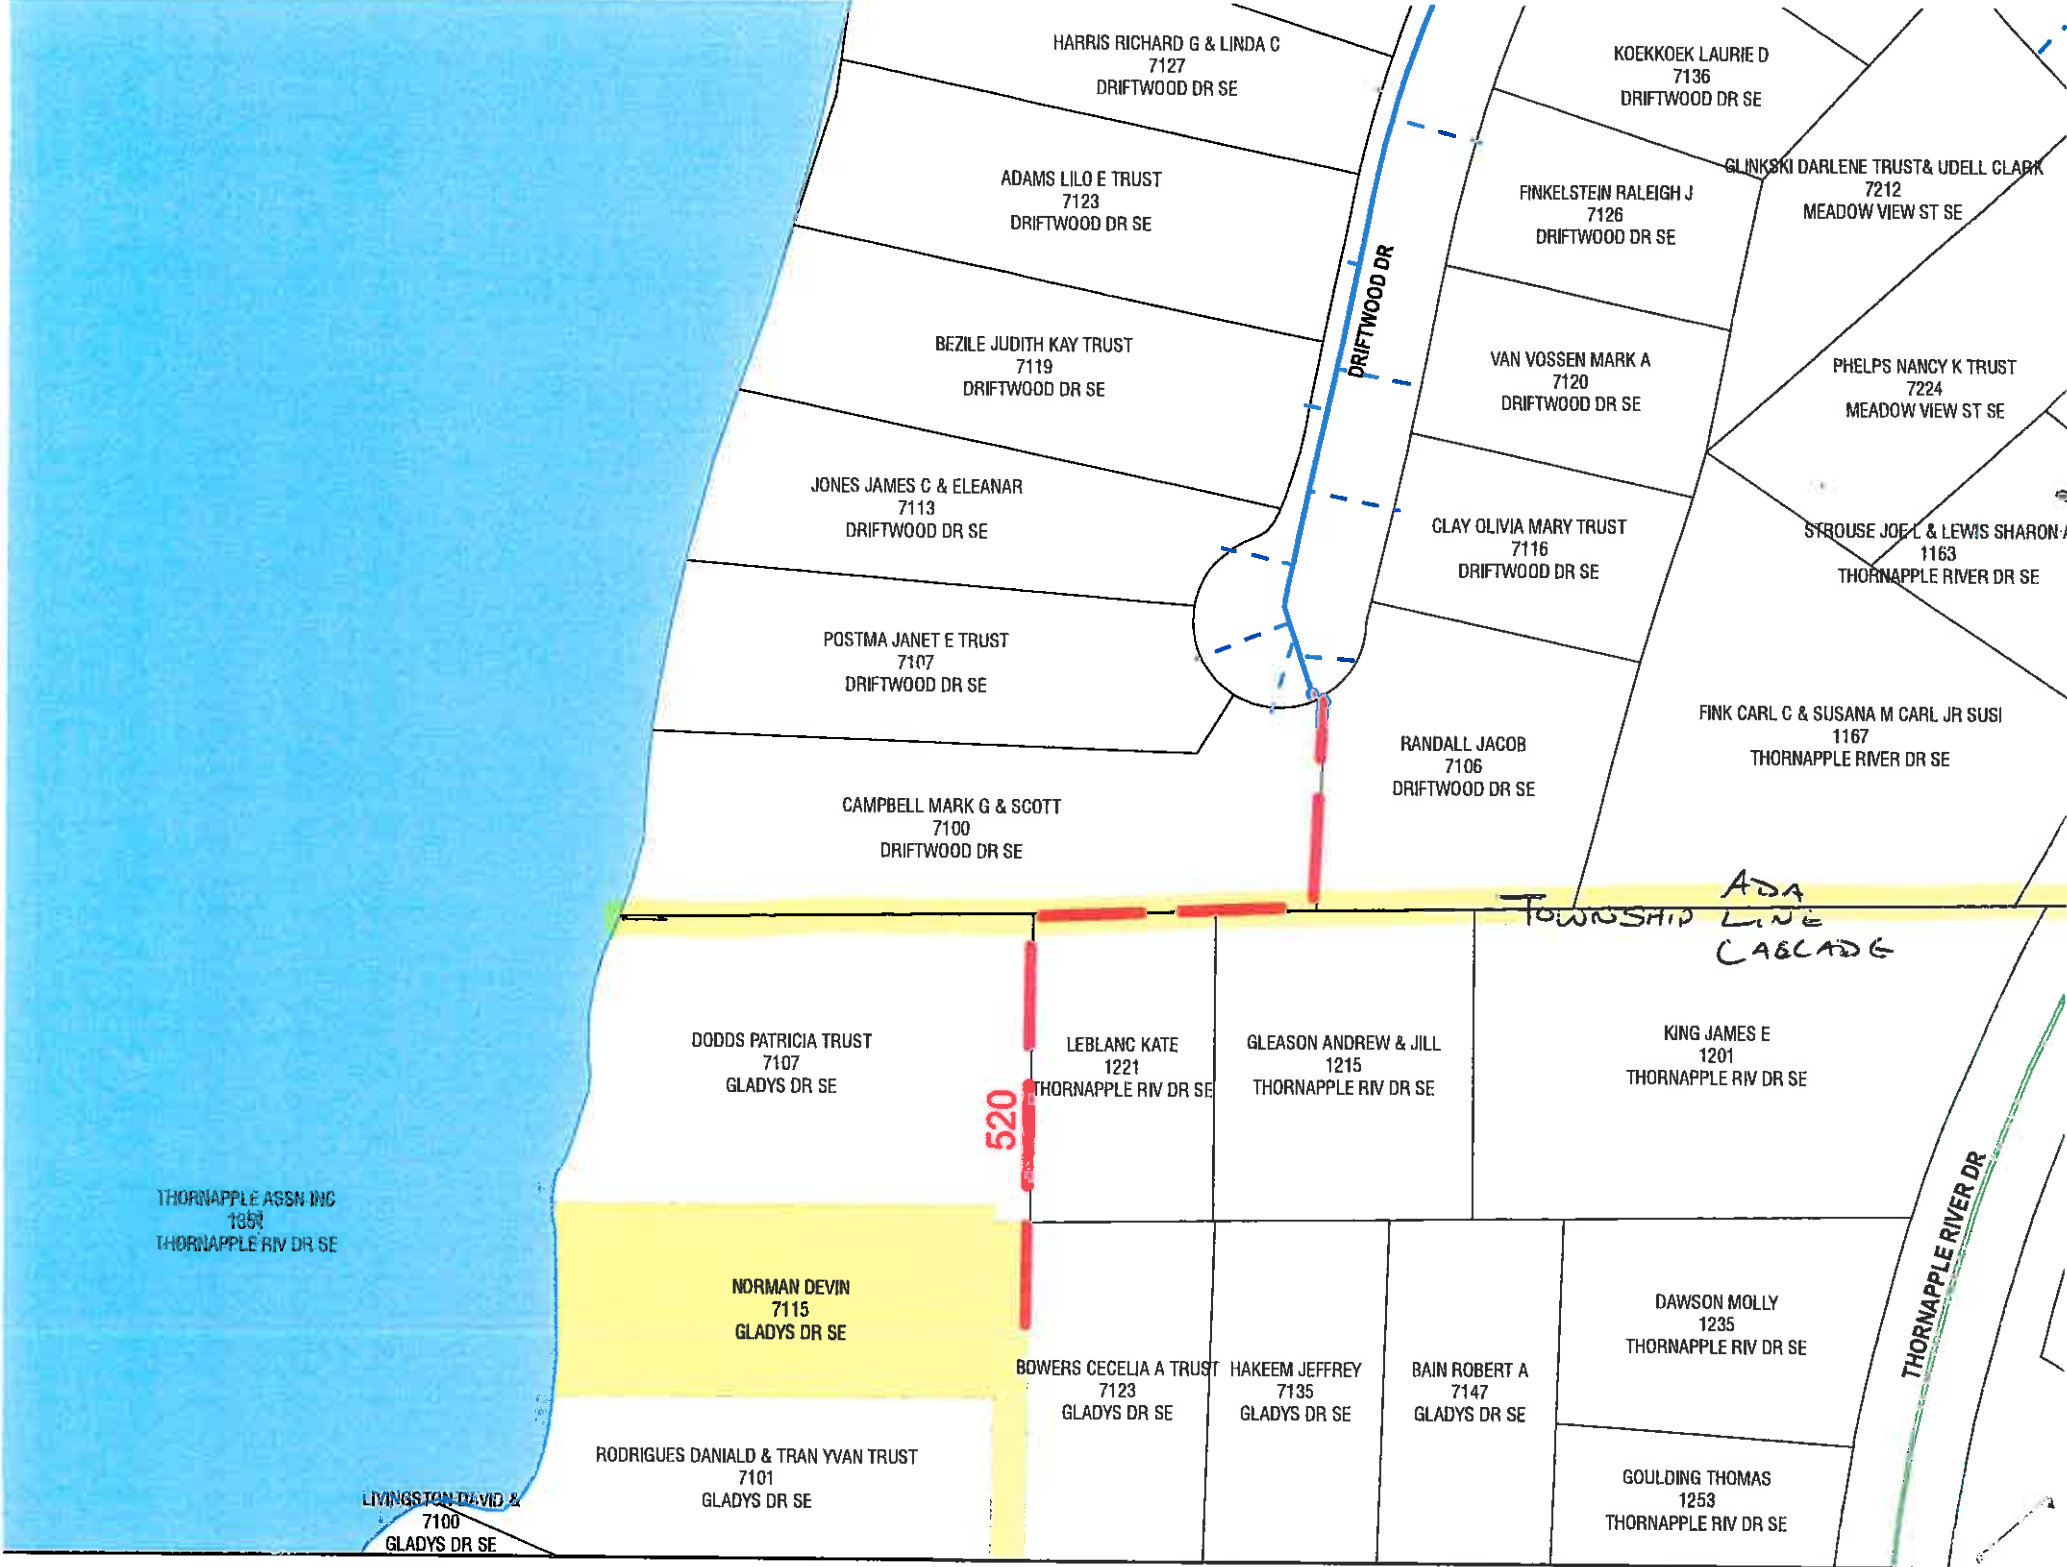 HARRIS RICHARD G & LINDA C
7127
DRIFTWOOD DR SE
KOEKKOEK LAURIE D
7136
DRIFTWOOD DR SE
ADAMS LILO E TRUST
7123
DRIFTWOOD DR SE
FINKELSTEIN RALEIGH J
7126
DRIFTWOOD DR SE
GLINKSKI DARLENE TRUST& UDELL CLARK
7212
MEADOW VIEW ST SE
DRIFTWOOD DR
BEZILE JUDITH KAY TRUST
7119
DRIFTWOOD DR SE
VAN VOSSEN MARK A
7120
DRIFTWOOD DR SE
PHELPS NANCY K TRUST
7224
MEADOW VIEW ST SE
JONES JAMES C & ELEANAR
7113
DRIFTWOOD DR SE
CLAY OLIVIA MARY TRUST
7116
DRIFTWOOD DR SE
STROUSE JOE L & LEWIS SHARON A
1163
THORNAPPLE RIVER DR SE
POSTMA JANET E TRUST
7107
DRIFTWOOD DR SE
RANDALL JACOB
7106
DRIFTWOOD DR SE
FINK CARL C & SUSANA M CARL JR SUSI
1167
THORNAPPLE RIVER DR SE
CAMPBELL MARK G & SCOTT
7100
DRIFTWOOD DR SE
ADA
TOWNSHIP LINE
CASCADE
DODDS PATRICIA TRUST
7107
GLADYS DR SE
520
LEBLANC KATE
1221
THORNAPPLE RIV DR SE
GLEASON ANDREW & JILL
1215
THORNAPPLE RIV DR SE
KING JAMES E
1201
THORNAPPLE RIV DR SE
THORNAPPLE RIVER DR
THORNAPPLE ASSN INC
THORNAPPLE RIV DR SE
NORMAN DEVIN
7115
GLADYS DR SE
DAWSON MOLLY
1235
THORNAPPLE RIV DR SE
BOWERS CECELIA A TRUST
7123
GLADYS DR SE
HAKEEM JEFFREY
7135
GLADYS DR SE
BAIN ROBERT A
7147
GLADYS DR SE
RODRIGUES DANIALD & TRAN YVAN TRUST
7101
GLADYS DR SE
GOULDING THOMAS
1253
THORNAPPLE RIV DR SE
LIVINGSTON DAVID &
7100
GLADYS DR SE